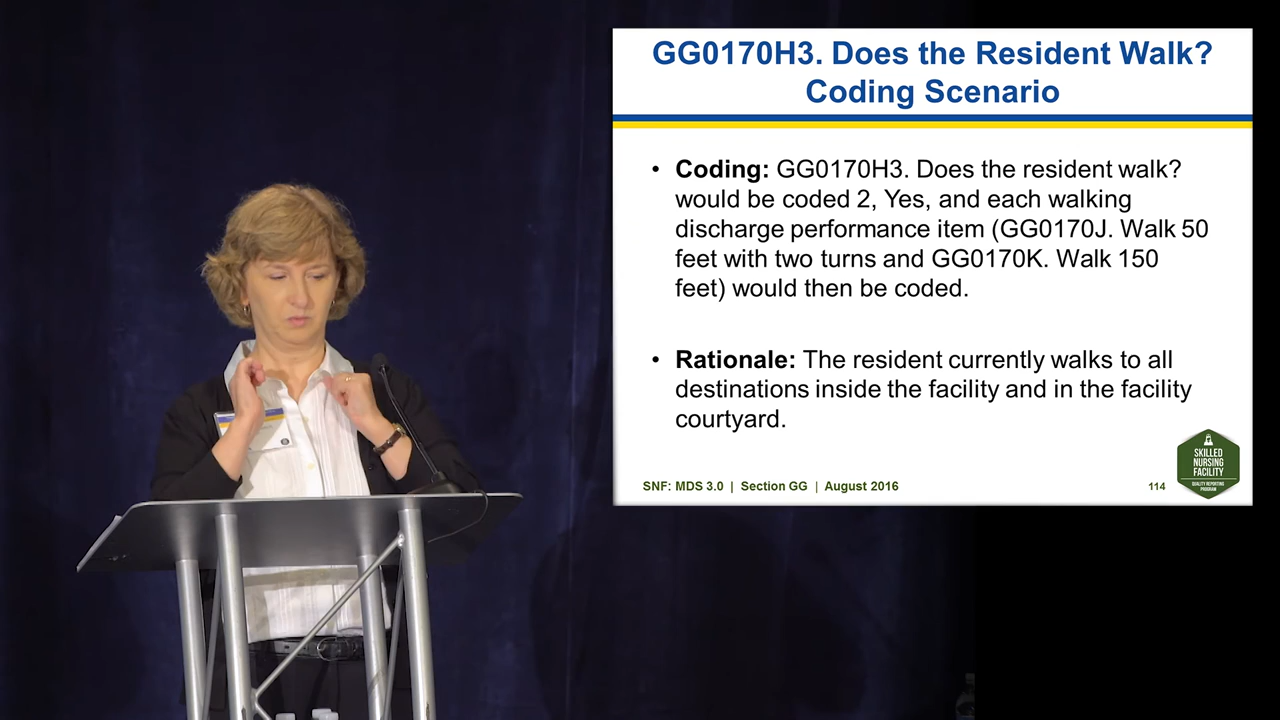 GG0170H3. Does the Resident Walk?
Coding Scenario
• Coding: GG0170H3. Does the resident walk?
would be coded 2, Yes, and each walking
discharge performance item (GG0170J. Walk 50
feet with two turns and GG0170K. Walk 150
feet) would then be coded.
• Rationale: The resident currently walks to all
destinations inside the facility and in the facility
courtyard.
SNF: MDS 3.0 | Section GG | August 2016
114
SKILLED
NURSING
FACILITY
QUALITY REPORTING
PROGRAM